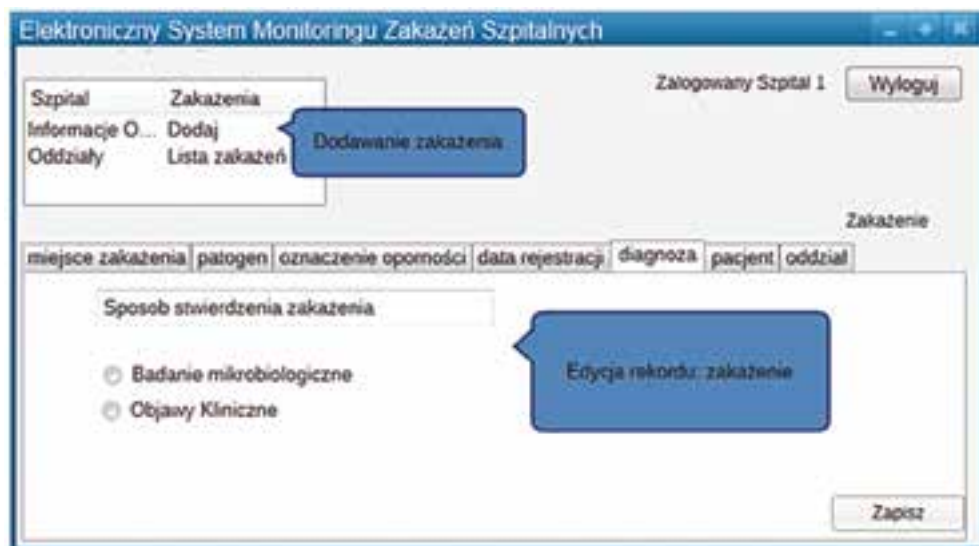 Elektroniczny System Monitoringu Zakażeń Szpitalnych
Zalogowany Szpital 1 Wyloguj
Szpital Zakazenia
Informacje O... Dodaj
Oddziały Lista zakażeń
Dodawanie zakażenia
Zakażenie
miejsce zakażenia patogen oznaczenie oporności data rejestracji diagnoza pacjent oddział
Sposob stwierdzenia zakażenia
Badanie mikrobiologiczne
Objawy Kliniczne
Edycja rekordu: zakażenie
Zapisz